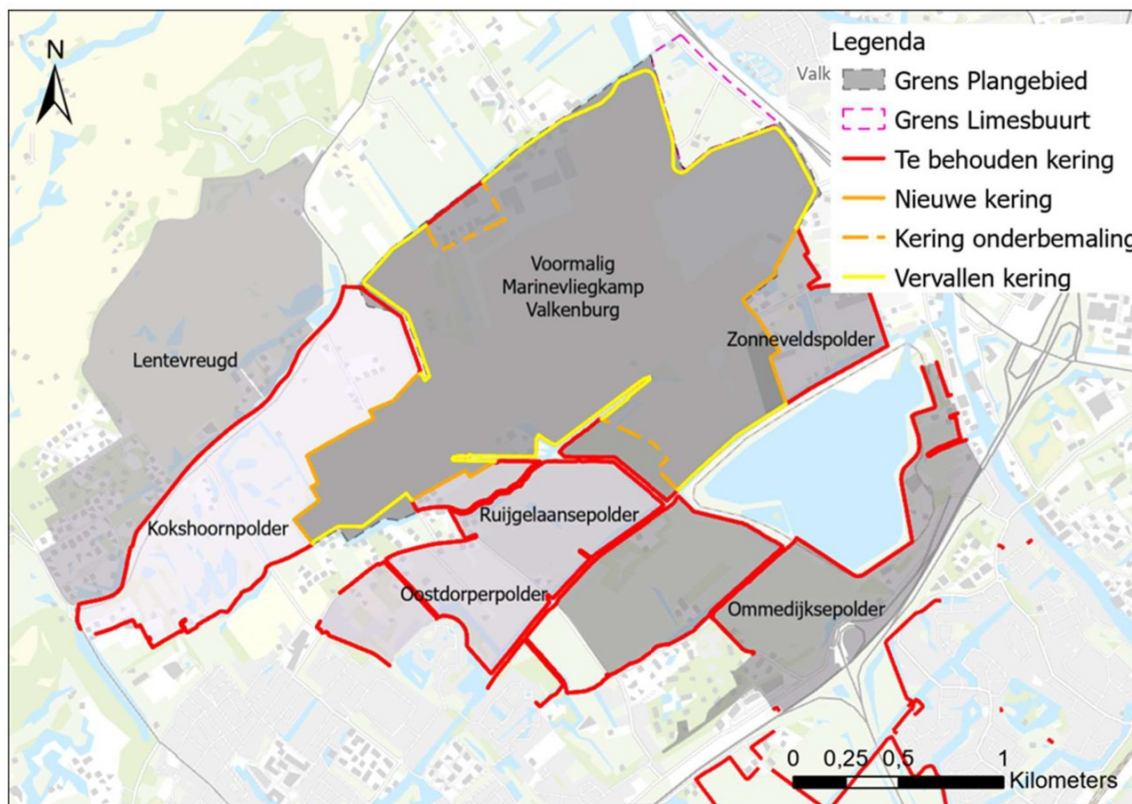 N
Legenda
Valk
Grens Plangebied
Grens Limesbuurt
Te behouden kering
Nieuwe kering
Kering onderbemaling
Vervallen kering
Voormalig
Marinevliegkamp
Valkenburg
Zonneveldspolder
Lentevreugd
Kokshoornpolder
Ruijgelaansepolder
Oostdorperpolder
Ommedijksepolder
0 0,25 0,5 1
Kilometers